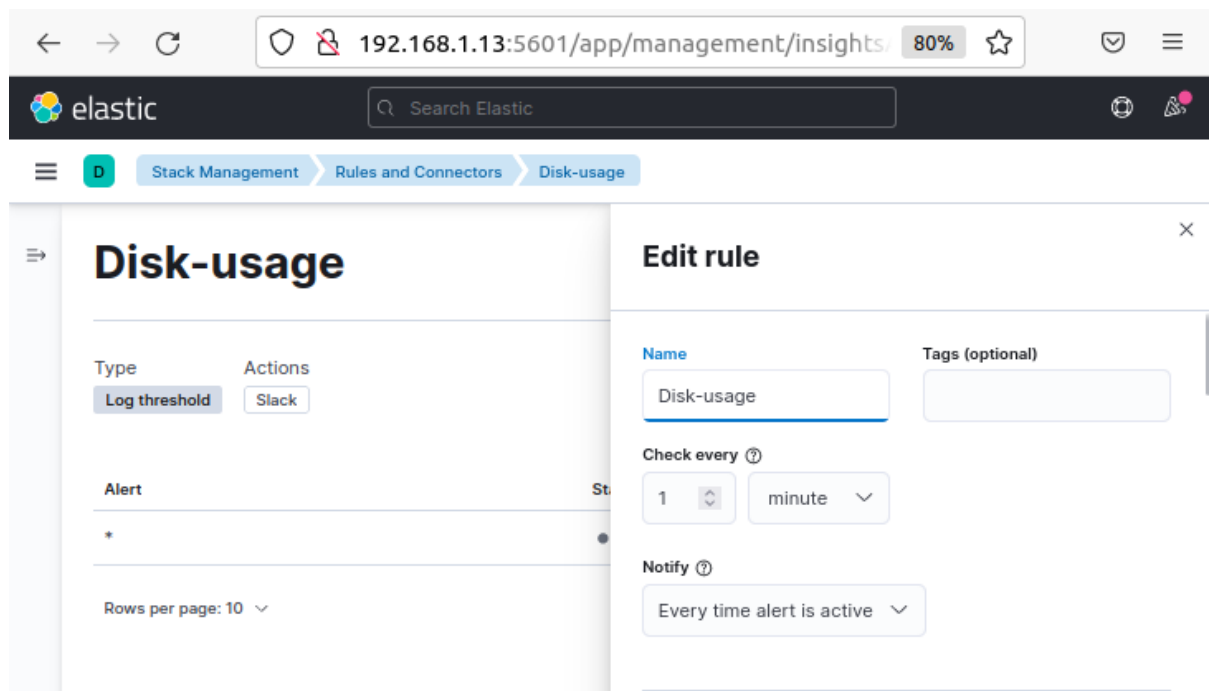 192.168.1.13:5601/app/management/insights/ 80%
elastic
Search Elastic
D
Stack Management
Rules and Connectors
Disk-usage
Disk-usage
Type
Actions
Log threshold
Slack
Alert
*
Rows per page: 10
Edit rule
Name
Tags (optional)
Disk-usage
Check every
1
minute
Notify
Every time alert is active